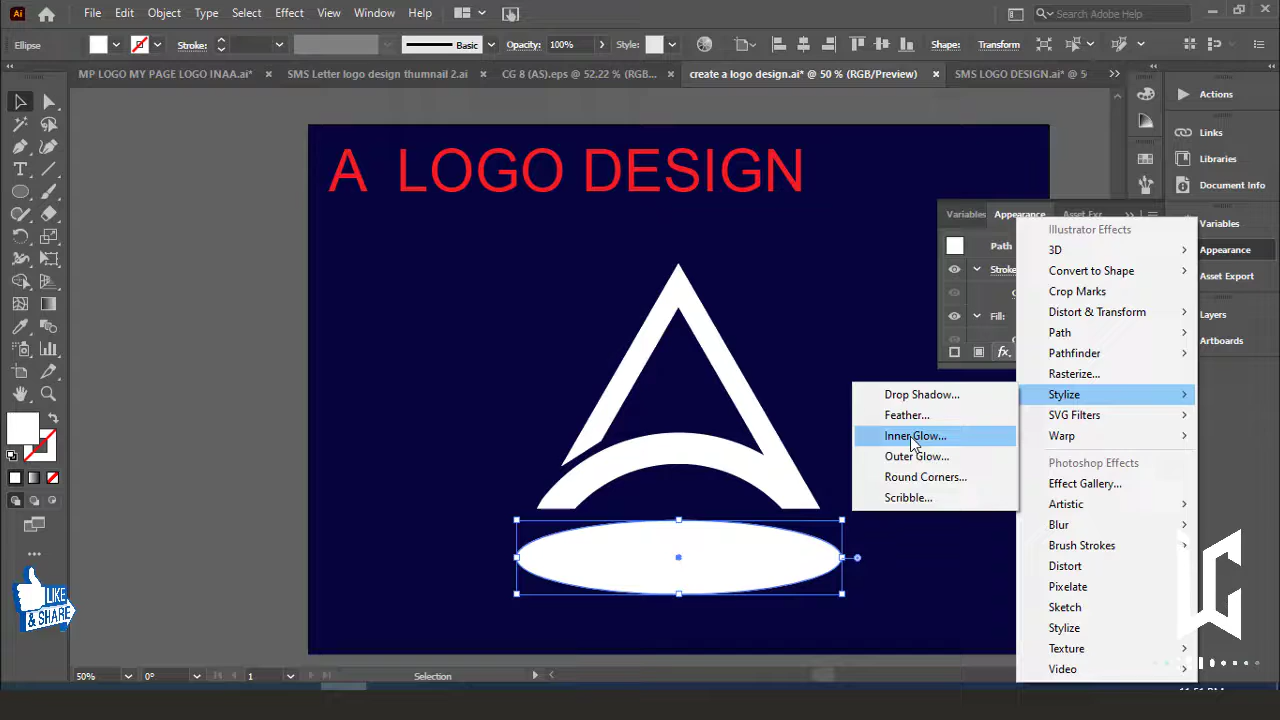 Ai File Edit Object Type Select Effect View Window Help Search Adobe Help
Ellipse Stroke: Basic Opacity: 100% Style: Shape: Transform
MP LOGO MY PAGE LOGO INAA.ai* × SMS Letter logo design thumnail 2.ai × CG 8 (AS).eps @ 52.22 % (RGB... × create a logo design.ai* @ 50 % (RGB/Preview) × SMS LOGO DESIGN.ai* @ 5
A LOGO DESIGN
Actions
Links
Libraries
Document Info
Variables
Appearance
Asset Export
Layers
Artboards
Variables Appearance Asset Exp
Path
Stroke
Fill:
fx
Illustrator Effects
3D
Convert to Shape
Crop Marks
Distort & Transform
Path
Pathfinder
Rasterize...
Stylize
SVG Filters
Warp
Photoshop Effects
Effect Gallery...
Artistic
Blur
Brush Strokes
Distort
Pixelate
Sketch
Stylize
Texture
Video
Drop Shadow...
Feather...
Inner Glow...
Outer Glow...
Round Corners...
Scribble...
LIKE
& SHARE
50% 0° 1 Selection